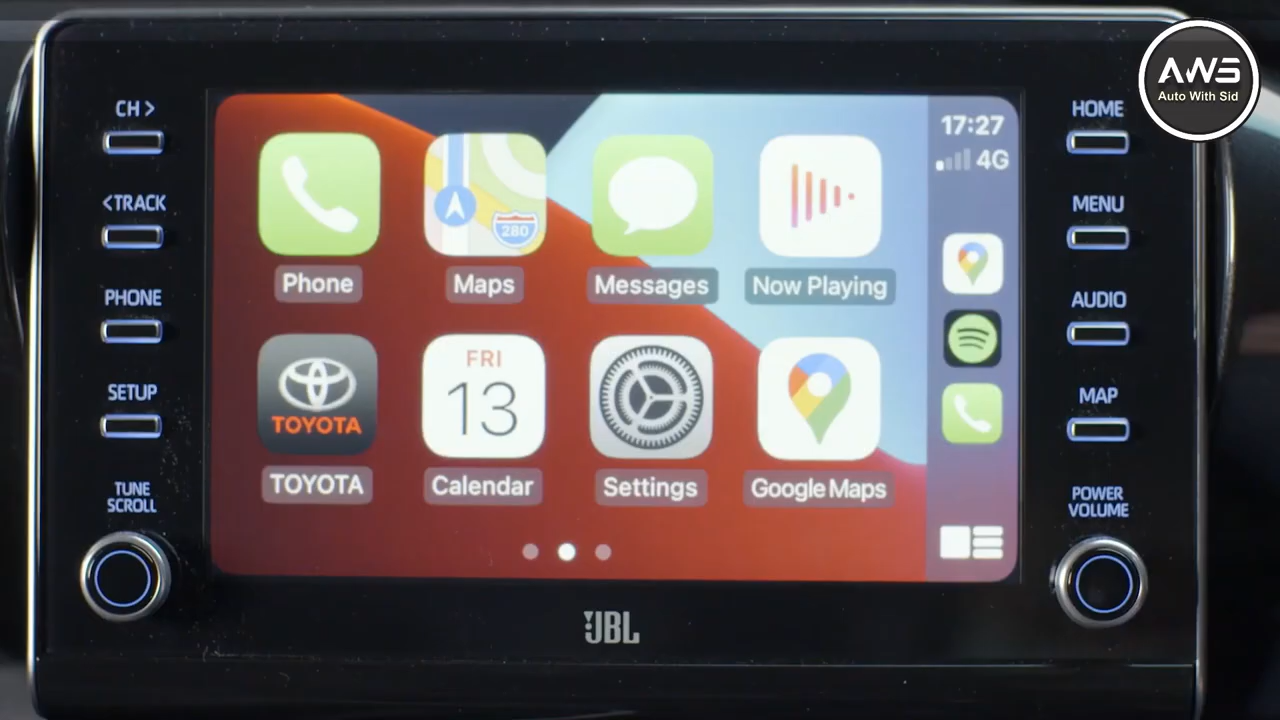 AWS
Auto With Sid
CH >
<TRACK
PHONE
SETUP
TUNE
SCROLL
17:27
4G
280
Phone
Maps
Messages
Now Playing
TOYOTA
FRI
13
TOYOTA
Calendar
Settings
Google Maps
HOME
MENU
AUDIO
MAP
POWER
VOLUME
JBL